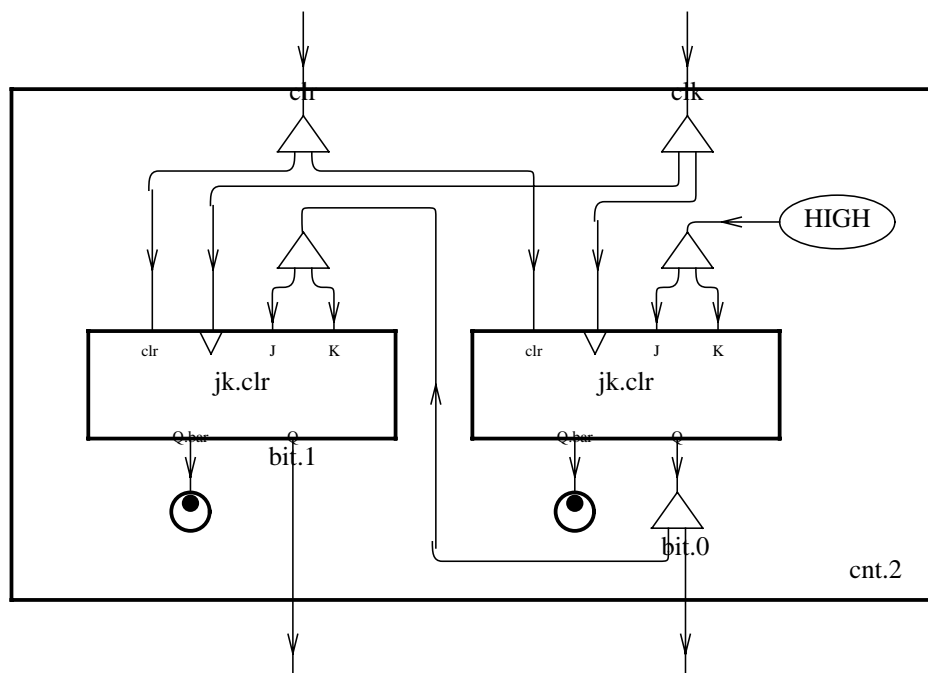 clr clk
HIGH
clr J K clr J K
jk.clr jk.clr
Q.bar Q Q.bar Q
bit.1
bit.0
cnt.2